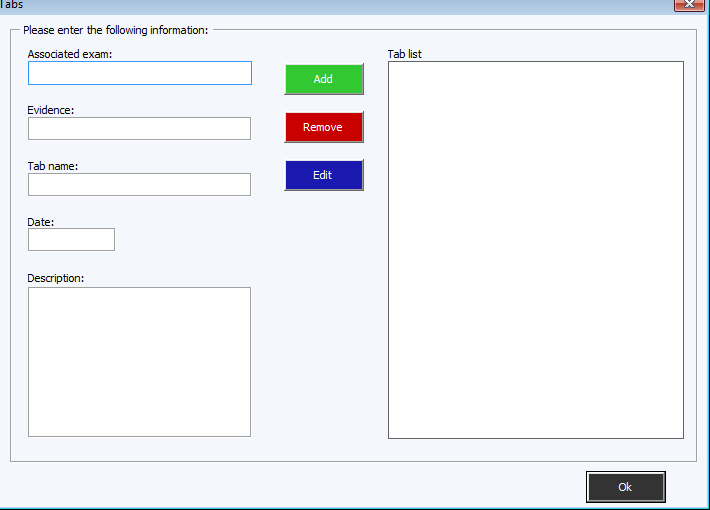 Tabs
Please enter the following information:
Associated exam:
Add
Tab list
Evidence:
Remove
Tab name:
Edit
Date:
Description:
Ok